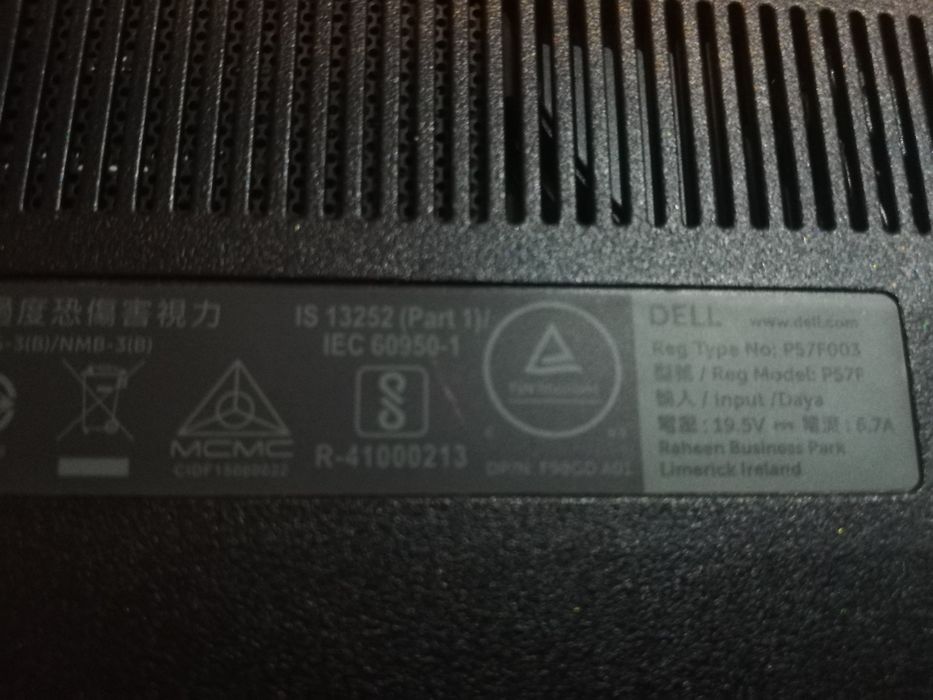 過度恐傷害視力
-3(B)/NMB-3(B)
IS 13252 (Part 1)/
IEC 60950-1
R-41000213
MCMC
CIDF15000022
DELL www.dell.com
Reg Type No: P57F003
型號 / Reg Model: P57F
輸入 / Input /Daya
電壓 : 19.5V 電流 : 6.7A
Raheen Business Park
Limerick Ireland